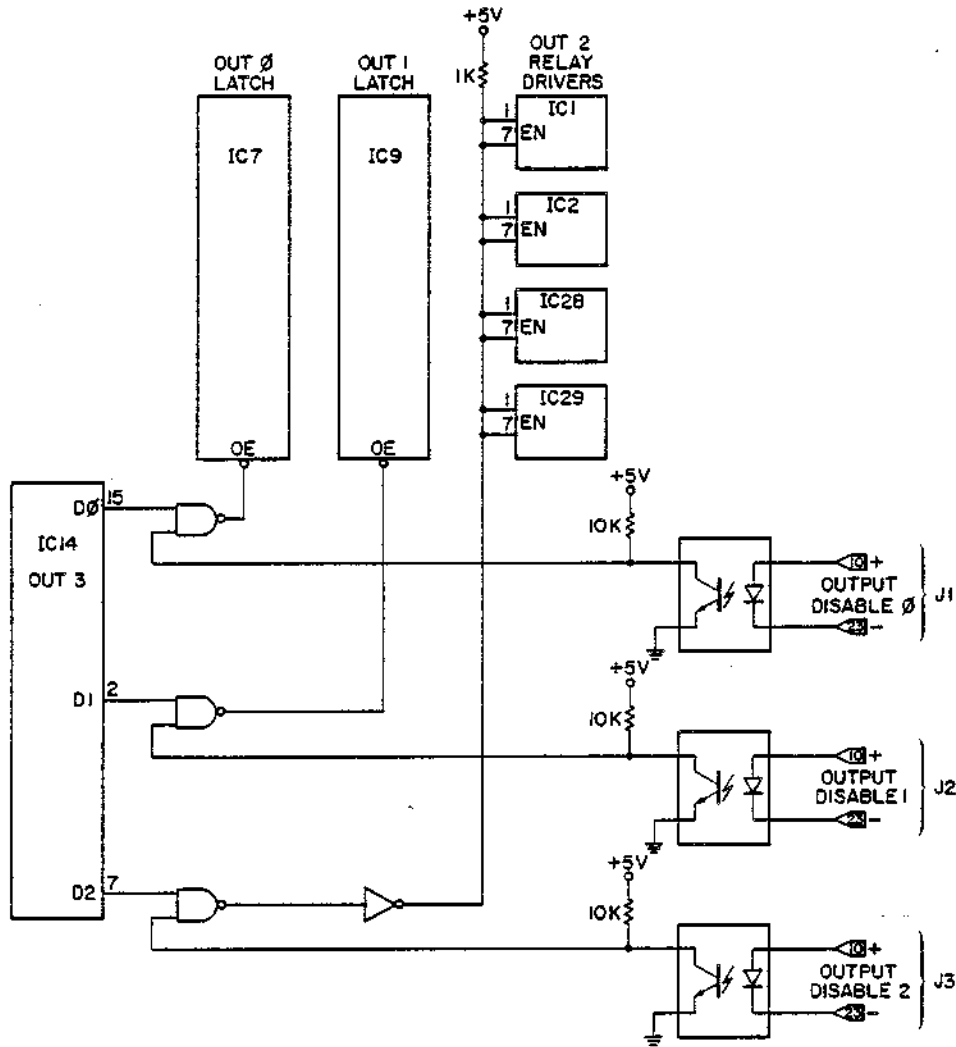 +5V
OUT Ø
LATCH
OUT 1
LATCH
1K
OUT 2
RELAY
DRIVERS
IC7
IC9
1
7
EN
IC1
1
7
EN
IC2
1
7
EN
IC28
1
7
EN
IC29
OE
OE
IC14
OUT 3
DØ
15
+5V
10K
10
+
OUTPUT
DISABLE Ø
23
-
J1
D1
2
+5V
10K
10
+
OUTPUT
DISABLE 1
23
-
J2
D2
7
+5V
10K
10
+
OUTPUT
DISABLE 2
23
-
J3